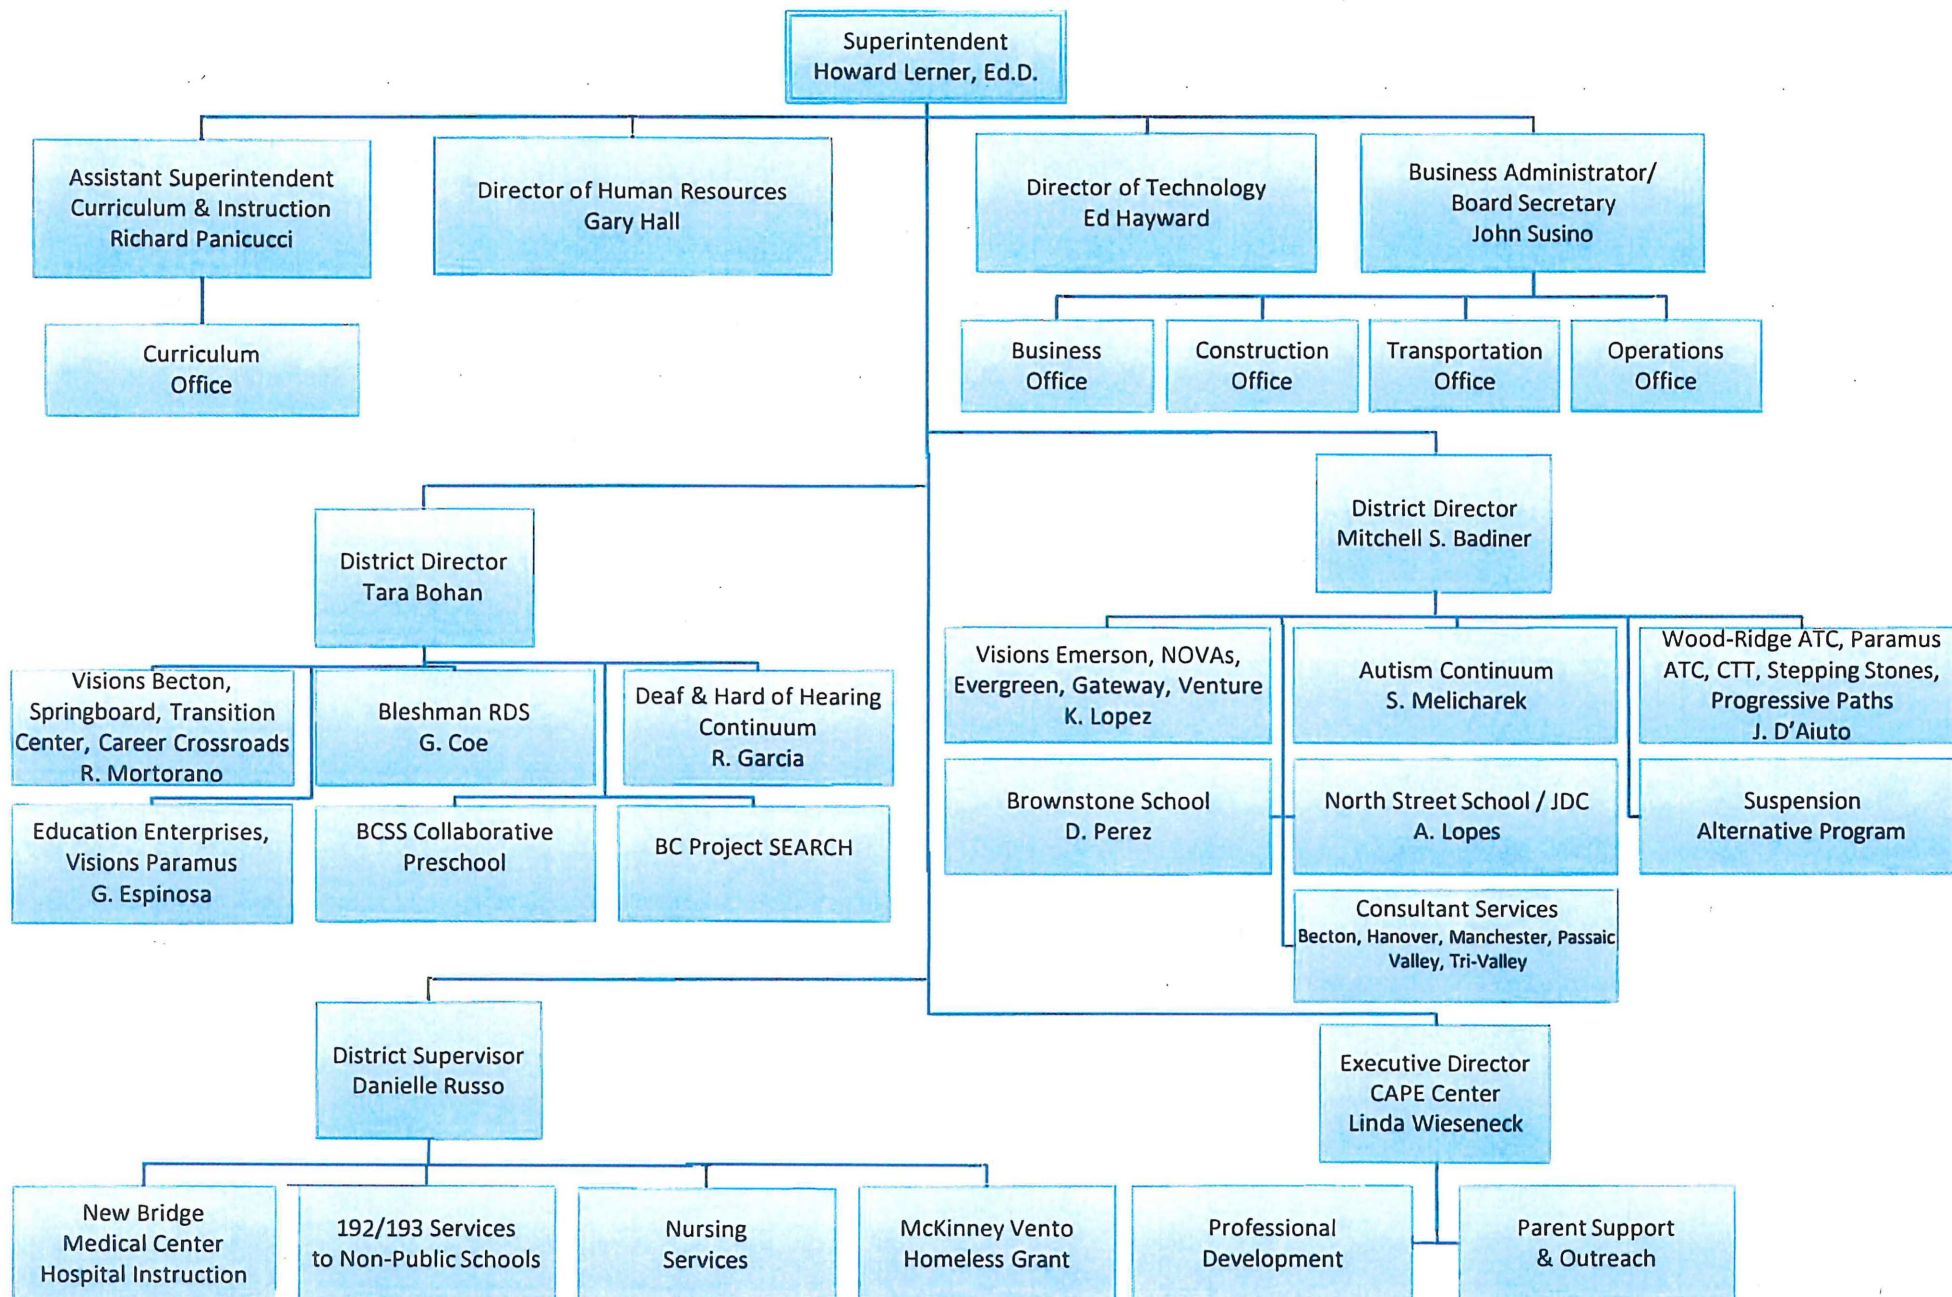 Superintendent
Howard Lerner, Ed.D.
Assistant Superintendent
Curriculum & Instruction
Richard Panicucci
Director of Human Resources
Gary Hall
Director of Technology
Ed Hayward
Business Administrator/
Board Secretary
John Susino
Curriculum
Office
Business
Office
Construction
Office
Transportation
Office
Operations
Office
District Director
Tara Bohan
District Director
Mitchell S. Badiner
Visions Becton,
Springboard, Transition
Center, Career Crossroads
R. Mortorano
Bleshman RDS
G. Coe
Deaf & Hard of Hearing
Continuum
R. Garcia
Education Enterprises,
Visions Paramus
G. Espinosa
BCSS Collaborative
Preschool
BC Project SEARCH
Visions Emerson, NOVAs,
Evergreen, Gateway, Venture
K. Lopez
Autism Continuum
S. Melicharek
Wood-Ridge ATC, Paramus
ATC, CTT, Stepping Stones,
Progressive Paths
J. D'Aiuto
Brownstone School
D. Perez
North Street School / JDC
A. Lopes
Suspension
Alternative Program
Consultant Services
Becton, Hanover, Manchester, Passaic
Valley, Tri-Valley
District Supervisor
Danielle Russo
Executive Director
CAPE Center
Linda Wieseneck
New Bridge
Medical Center
Hospital Instruction
192/193 Services
to Non-Public Schools
Nursing
Services
McKinney Vento
Homeless Grant
Professional
Development
Parent Support
& Outreach